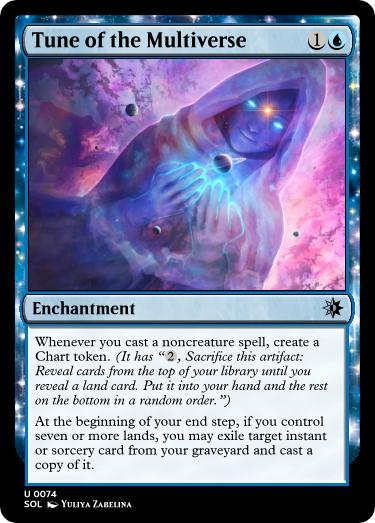 Tune of the Multiverse 1
Enchantment
Whenever you cast a noncreature spell, create a
Chart token. (It has “2, Sacrifice this artifact:
Reveal cards from the top of your library until you
reveal a land card. Put it into your hand and the rest
on the bottom in a random order.”)
At the beginning of your end step, if you control
seven or more lands, you may exile target instant
or sorcery card from your graveyard and cast a
copy of it.
U 0074
SOL Yuliya Zabelina